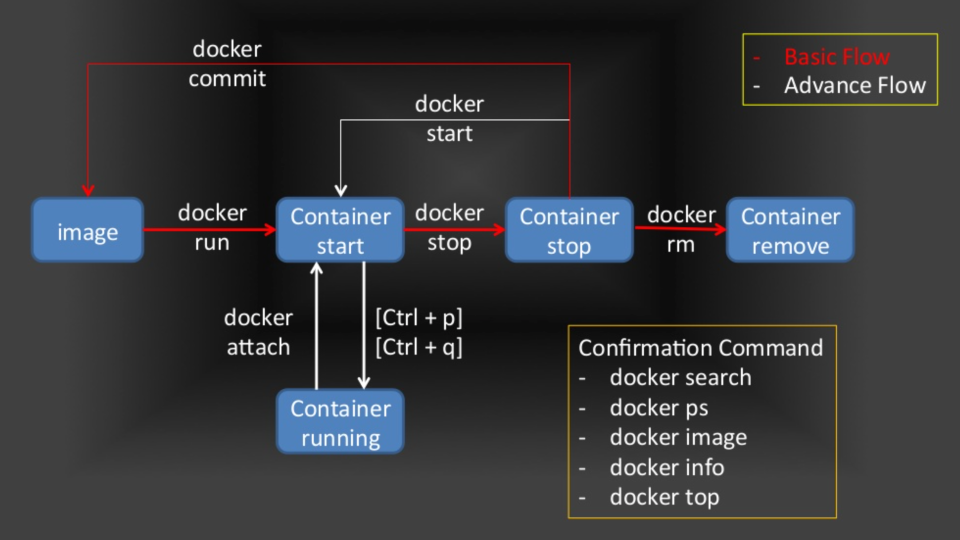 docker
commit
- Basic Flow
- Advance Flow
docker
start
image
docker
run
Container
start
docker
stop
Container
stop
docker
rm
Container
remove
docker
attach
[Ctrl + p]
[Ctrl + q]
Container
running
Confirmation Command
- docker search
- docker ps
- docker image
- docker info
- docker top